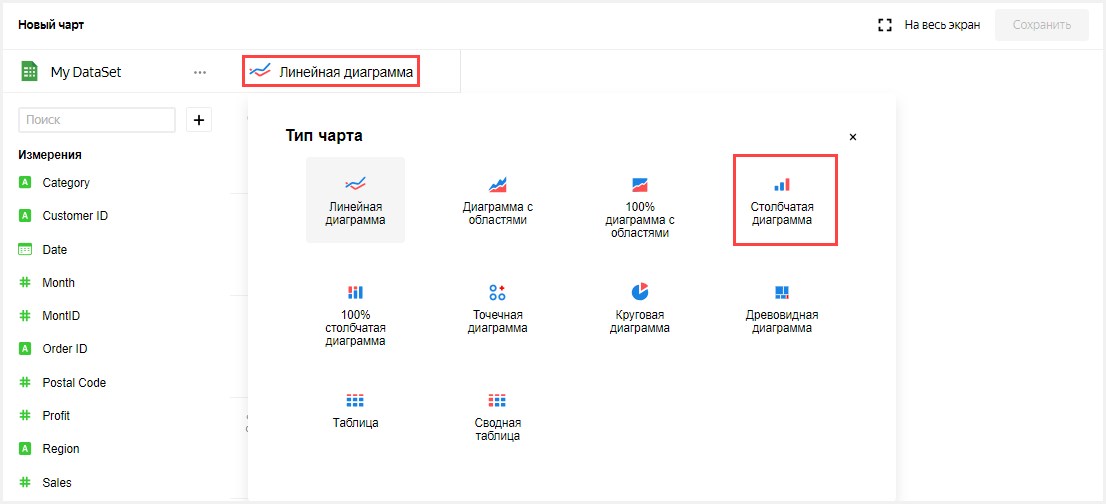 Новый чарт
На весь экран
Сохранить
My DataSet
Линейная диаграмма
Поиск
Измерения
Category
Customer ID
Date
Month
MontID
Order ID
Postal Code
Profit
Region
Sales
Тип чарта
Линейная
диаграмма
Диаграмма с
областями
100%
диаграмма с
областями
Столбчатая
диаграмма
100%
столбчатая
диаграмма
Точечная
диаграмма
Круговая
диаграмма
Древовидная
диаграмма
Таблица
Сводная
таблица